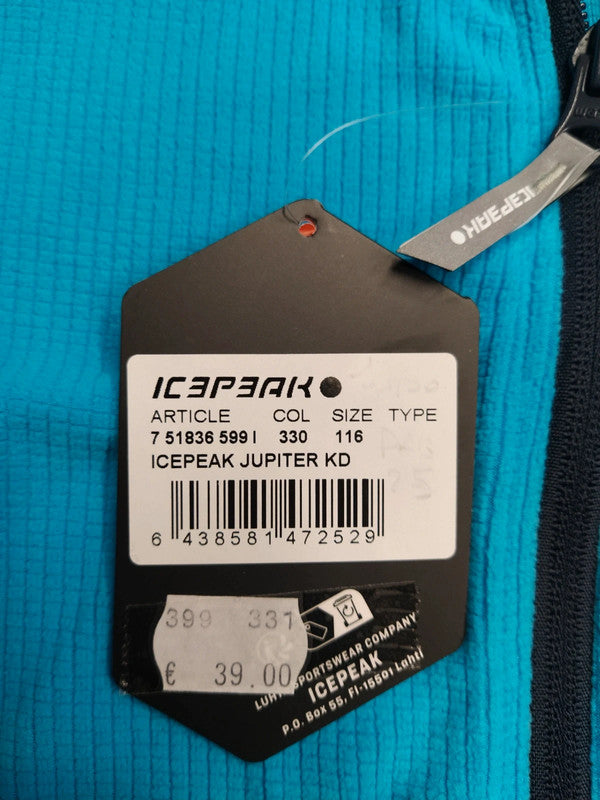 ICEPEAK
ICEPEAK
ARTICLE COL SIZE TYPE
7 51836 599 I 330 116
ICEPEAK JUPITER KD
6 438581 472529
399 331
€ 39.00
SPORTSWEAR COMPANY
ICEPEAK
P.O. Box 55, FI-15501 Lahti